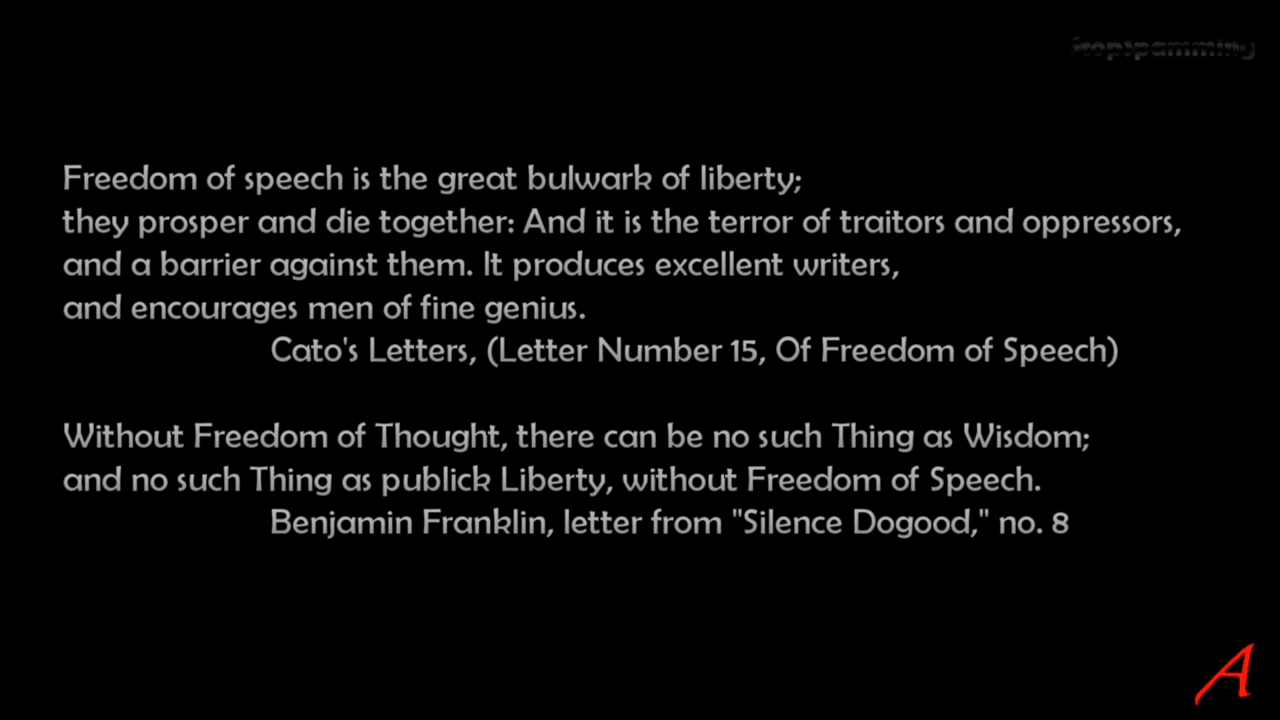 StopSpamming
Freedom of speech is the great bulwark of liberty;
they prosper and die together: And it is the terror of traitors and oppressors,
and a barrier against them. It produces excellent writers,
and encourages men of fine genius.
Cato's Letters, (Letter Number 15, Of Freedom of Speech)
Without Freedom of Thought, there can be no such Thing as Wisdom;
and no such Thing as publick Liberty, without Freedom of Speech.
Benjamin Franklin, letter from "Silence Dogood," no. 8
A